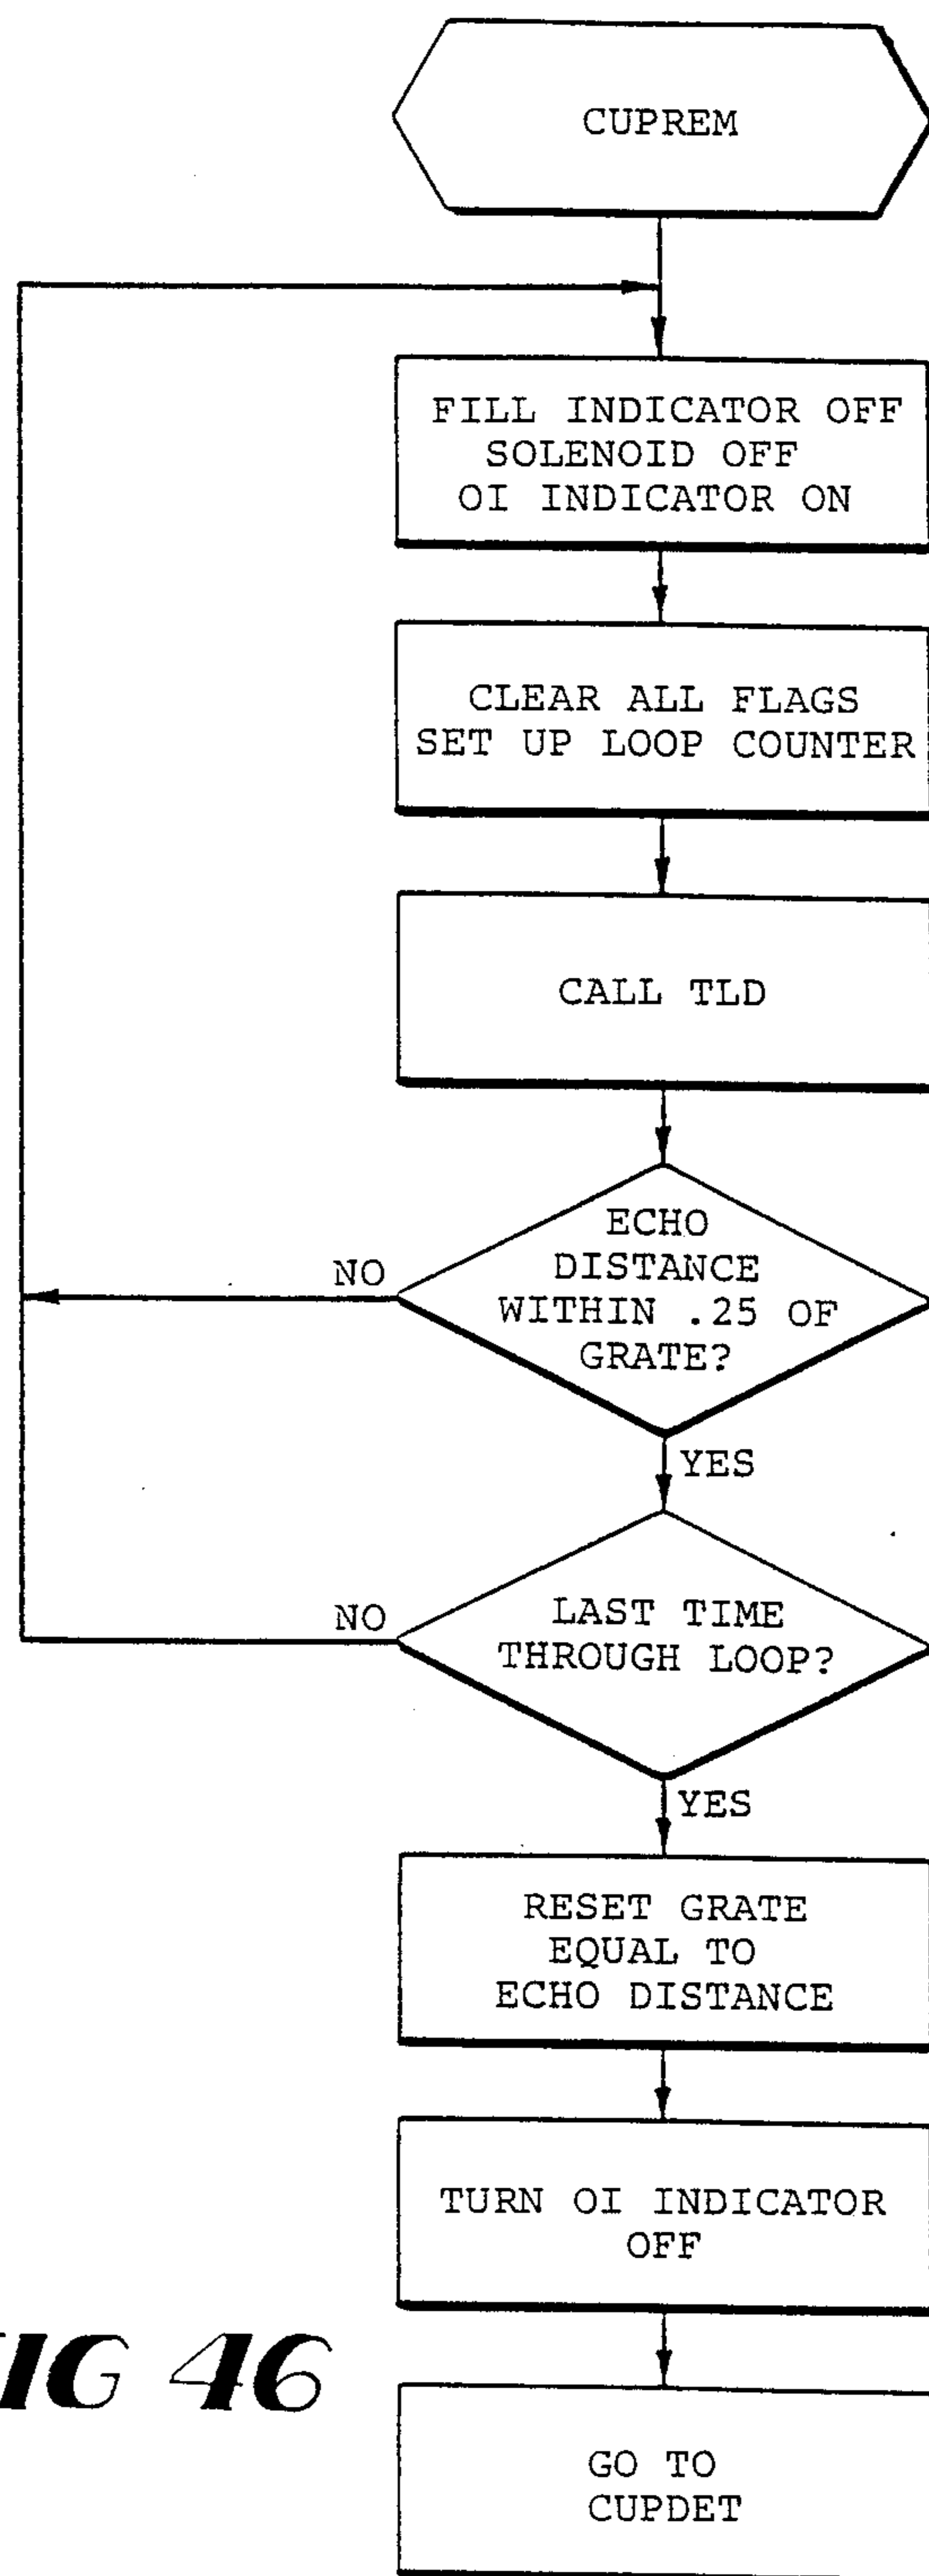 CUPREM
FILL INDICATOR OFF
SOLENOID OFF
OI INDICATOR ON
CLEAR ALL FLAGS
SET UP LOOP COUNTER
CALL TLD
ECHO
DISTANCE
WITHIN .25 OF
GRATE?
NO
YES
LAST TIME
THROUGH LOOP?
NO
YES
RESET GRATE
EQUAL TO
ECHO DISTANCE
TURN OI INDICATOR
OFF
GO TO
CUPDET
IG 46